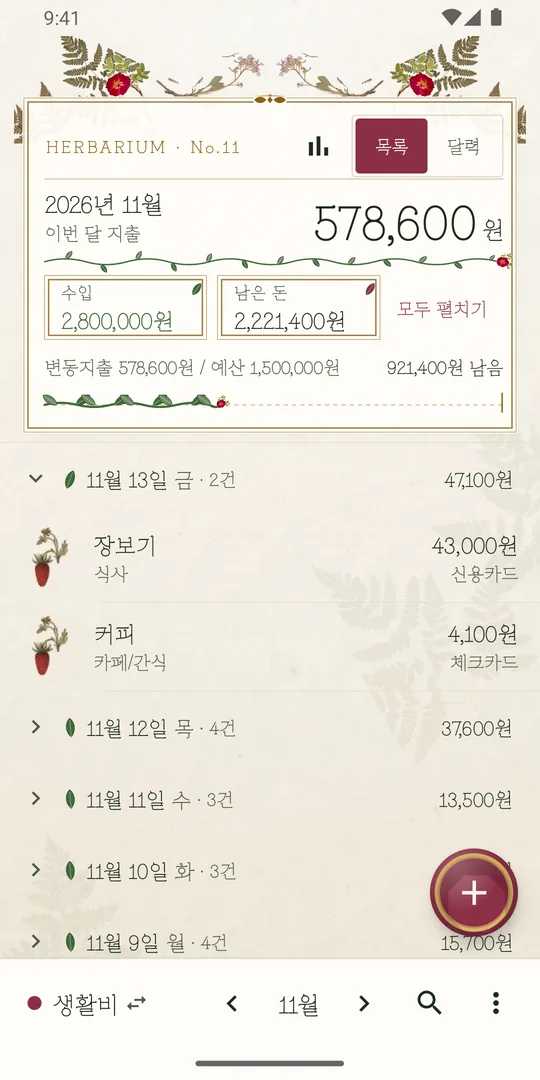 9:41
HERBARIUM · No.11
목록
달력
2026년 11월
이번 달 지출
578,600 원
수입
2,800,000원
남은 돈
2,221,400원
모두 펼치기
변동지출 578,600원 / 예산 1,500,000원
921,400원 남음
11월 13일 금 · 2건
47,100원
장보기
43,000원
식사
신용카드
커피
4,100원
카페/간식
체크카드
11월 12일 목 · 4건
37,600원
11월 11일 수 · 3건
13,500원
11월 10일 화 · 3건
11월 9일 월 · 4건
15,700원
생활비
11월